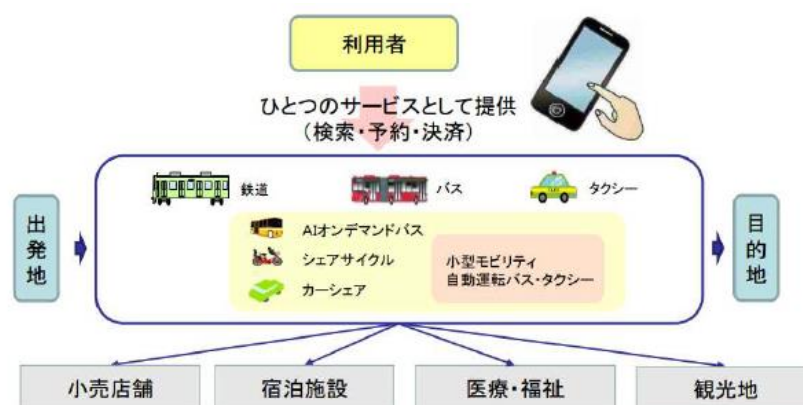 利用者
ひとつのサービスとして提供
（検索・予約・決済）
鉄道
バス
タクシー
出発地
AIオンデマンドバス
シェアサイクル
カーシェア
小型モビリティ
自動運転バス・タクシー
目的地
小売店舗
宿泊施設
医療・福祉
観光地